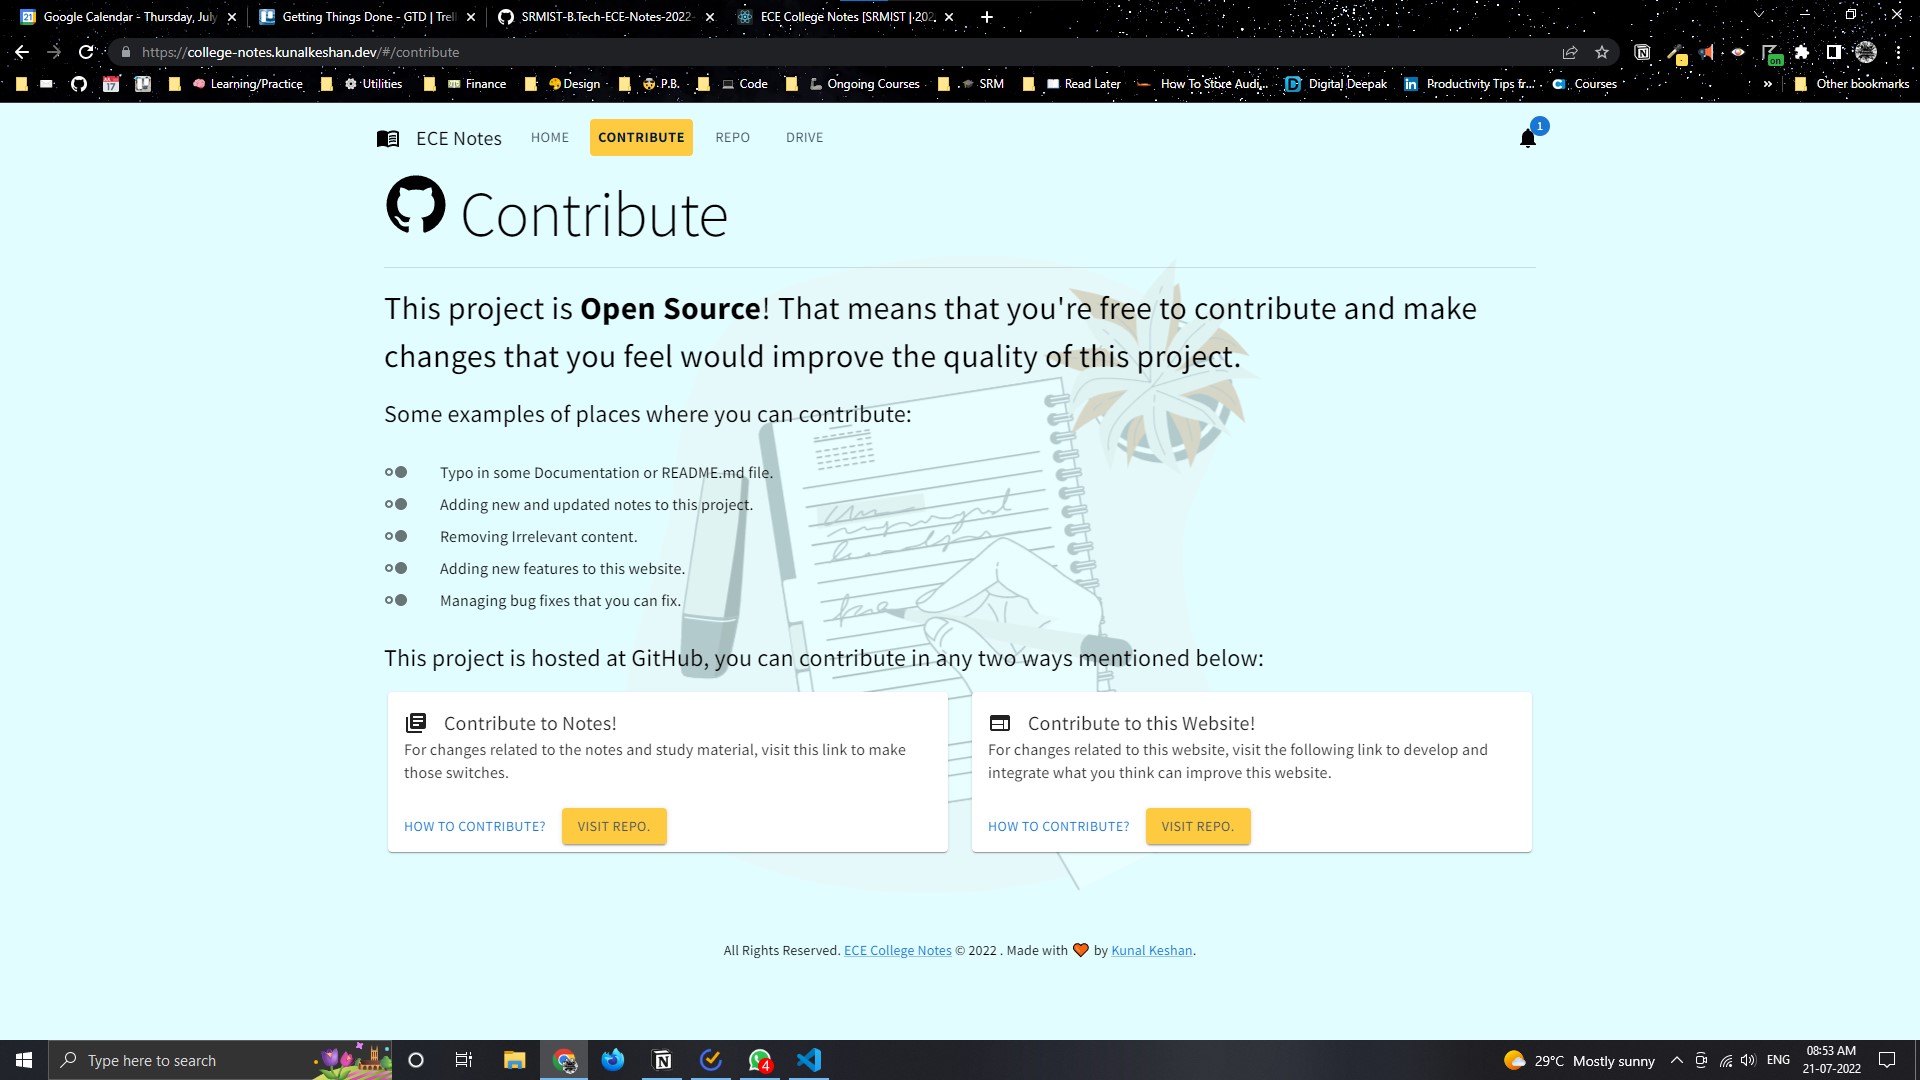 Google Calendar - Thursday, July
Getting Things Done - GTD | Trell
SRMIST-B.Tech-ECE-Notes-2022-
ECE College Notes [SRMIST | 202
https://college-notes.kunalkeshan.dev/#/contribute
on
17
Learning/Practice
Utilities
Finance
Design
P.B.
Code
Ongoing Courses
SRM
Read Later
How To Store Audi...
Digital Deepak
Productivity Tips fr...
Courses
Other bookmarks
ECE Notes
HOME
CONTRIBUTE
REPO
DRIVE
1
Contribute
This project is Open Source! That means that you're free to contribute and make
changes that you feel would improve the quality of this project.
Some examples of places where you can contribute:
Typo in some Documentation or README.md file.
Adding new and updated notes to this project.
Removing Irrelevant content.
Adding new features to this website.
Managing bug fixes that you can fix.
This project is hosted at GitHub, you can contribute in any two ways mentioned below:
Contribute to Notes!
For changes related to the notes and study material, visit this link to make
those switches.
HOW TO CONTRIBUTE?
VISIT REPO.
Contribute to this Website!
For changes related to this website, visit the following link to develop and
integrate what you think can improve this website.
HOW TO CONTRIBUTE?
VISIT REPO.
All Rights Reserved. ECE College Notes © 2022 . Made with 🧡 by Kunal Keshan.
Type here to search
4
29°C Mostly sunny
ENG
08:53 AM
21-07-2022